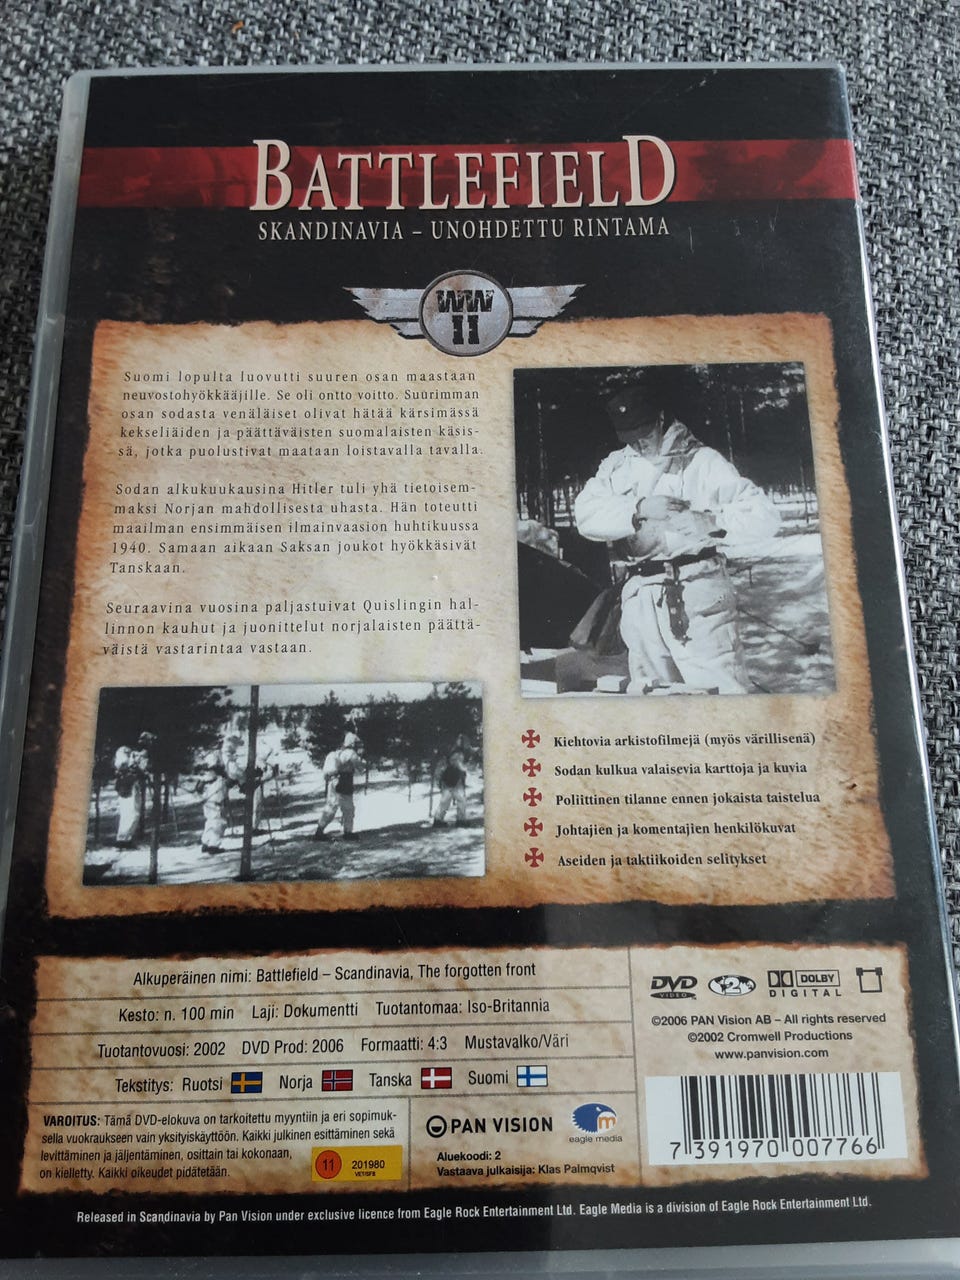 BATTLEFIELD
SKANDINAVIA – UNOHDETTU RINTAMA
WW
II
Suomi lopulta luovutti suuren osan maastaan
neuvostohyökkääjille. Se oli ontto voitto. Suurimman
osan sodasta venäläiset olivat hätää kärsimässä
kekseliäiden ja päättäväisten suomalaisten käsis-
sä, jotka puolustivat maataan loistavalla tavalla.
Sodan alkukuukausina Hitler tuli yhä tietoisem-
maksi Norjan mahdollisesta uhasta. Hän toteutti
maailman ensimmäisen ilmainvaasion huhtikuussa
1940. Samaan aikaan Saksan joukot hyökkäsivät
Tanskaan.
Seuraavina vuosina paljastuivat Quislingin hal-
linnon kauhut ja juonittelut norjalaisten päättä-
väistä vastarintaa vastaan.
Kiehtovia arkistofilmejä (myös värillisenä)
Sodan kulkua valaisevia karttoja ja kuvia
Poliittinen tilanne ennen jokaista taistelua
Johtajien ja komentajien henkilökuvat
Aseiden ja taktiikoiden selitykset
Alkuperäinen nimi: Battlefield – Scandinavia, The forgotten front
Kesto: n. 100 min Laji: Dokumentti Tuotantomaa: Iso-Britannia
Tuotantovuosi: 2002 DVD Prod: 2006 Formaatti: 4:3 Mustavalko/Väri
Tekstitys: Ruotsi Norja Tanska Suomi
VAROITUS: Tämä DVD-elokuva on tarkoitettu myyntiin ja eri sopimuk-
sella vuokraukseen vain yksityiskäyttöön. Kaikki julkinen esittäminen sekä
levittäminen ja jäljentäminen, osittain tai kokonaan,
on kielletty. Kaikki oikeudet pidätetään.
11 201980
VET/SFB
PAN VISION
eagle media
Aluekoodi: 2
Vastaava julkaisija: Klas Palmqvist
DVD VIDEO 2 DOLBY DIGITAL
©2006 PAN Vision AB – All rights reserved
©2002 Cromwell Productions
www.panvision.com
7 391970 007766
Released in Scandinavia by Pan Vision under exclusive licence from Eagle Rock Entertainment Ltd. Eagle Media is a division of Eagle Rock Entertainment Ltd.